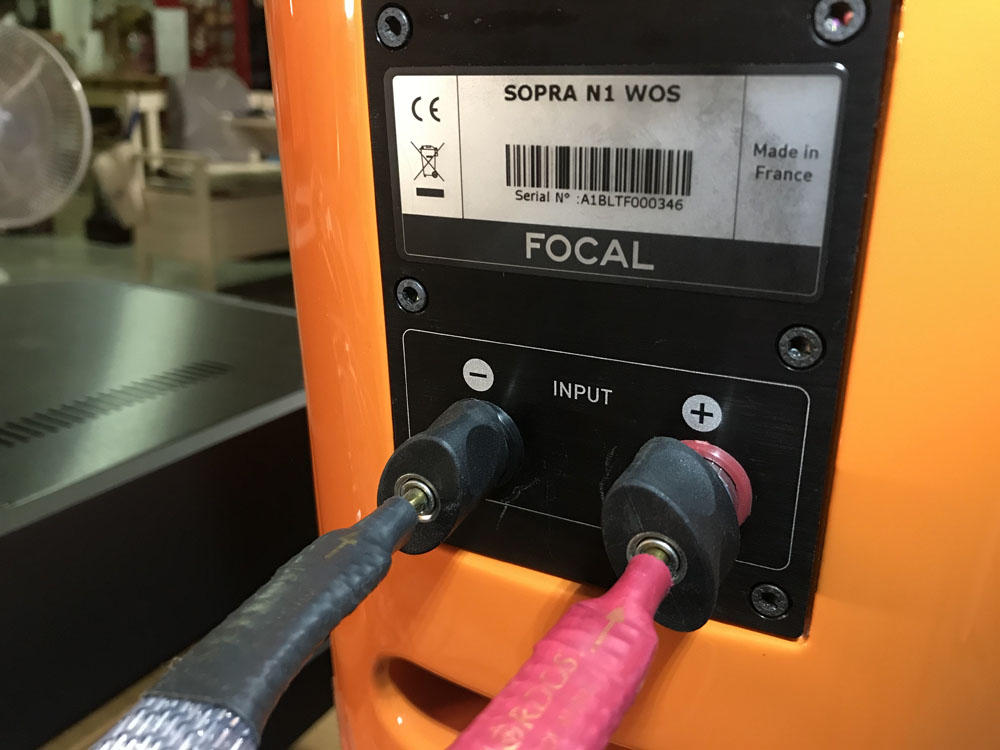 SOPRA N1 WOS
CE
Serial N° :A1BLTF000346
Made in
France
FOCAL
−
INPUT
+